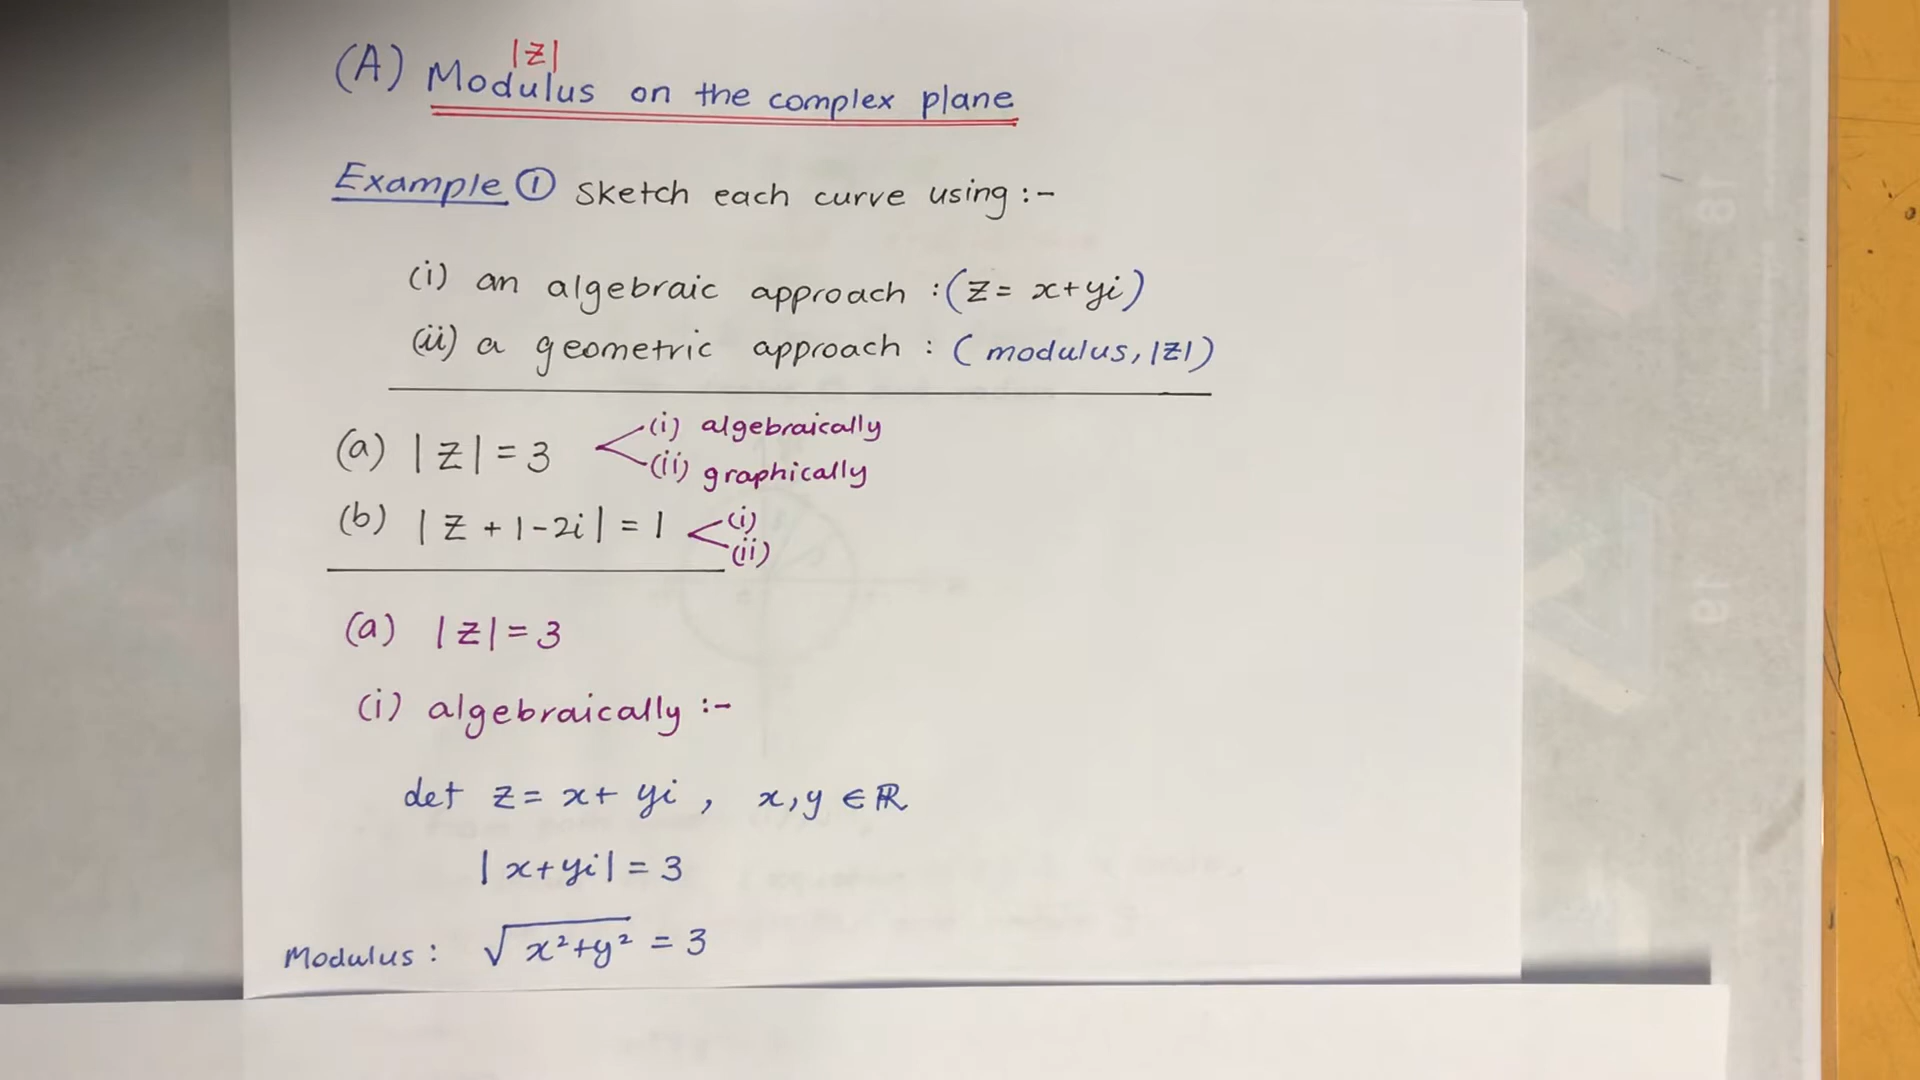 |z|
(A) Modulus on the complex plane
Example ① Sketch each curve using :-
(i) an algebraic approach : (z = x+yi)
(ii) a geometric approach : (modulus, |z|)
(a) |z| = 3 (i) algebraically
(ii) graphically
(b) |z + 1-2i| = 1 (i)
(ii)
(a) |z| = 3
(i) algebraically :-
det z = x+ yi , x,y ∈ ℝ
|x+yi| = 3
Modulus : √x²+y² = 3